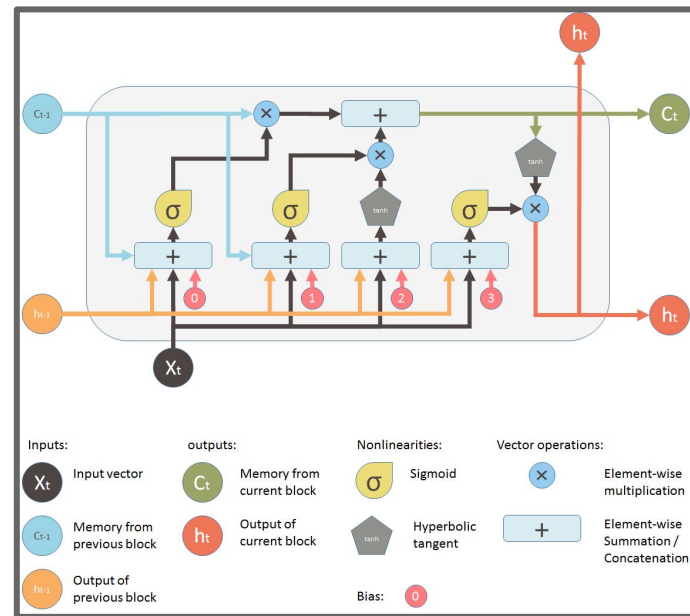 ht
Ct-1
×
+
Ct
tanh
×
σ
σ
tanh
σ
×
+
+
+
+
ht-1
0
1
2
3
ht
Xt
Inputs:
outputs:
Nonlinearities:
Vector operations:
Xt
Input vector
Ct
Memory from
current block
σ
Sigmoid
×
Element-wise
multiplication
Ct-1
Memory from
previous block
ht
Output of
current block
tanh
Hyperbolic
tangent
+
Element-wise
Summation /
Concatenation
ht-1
Output of
previous block
Bias:
0